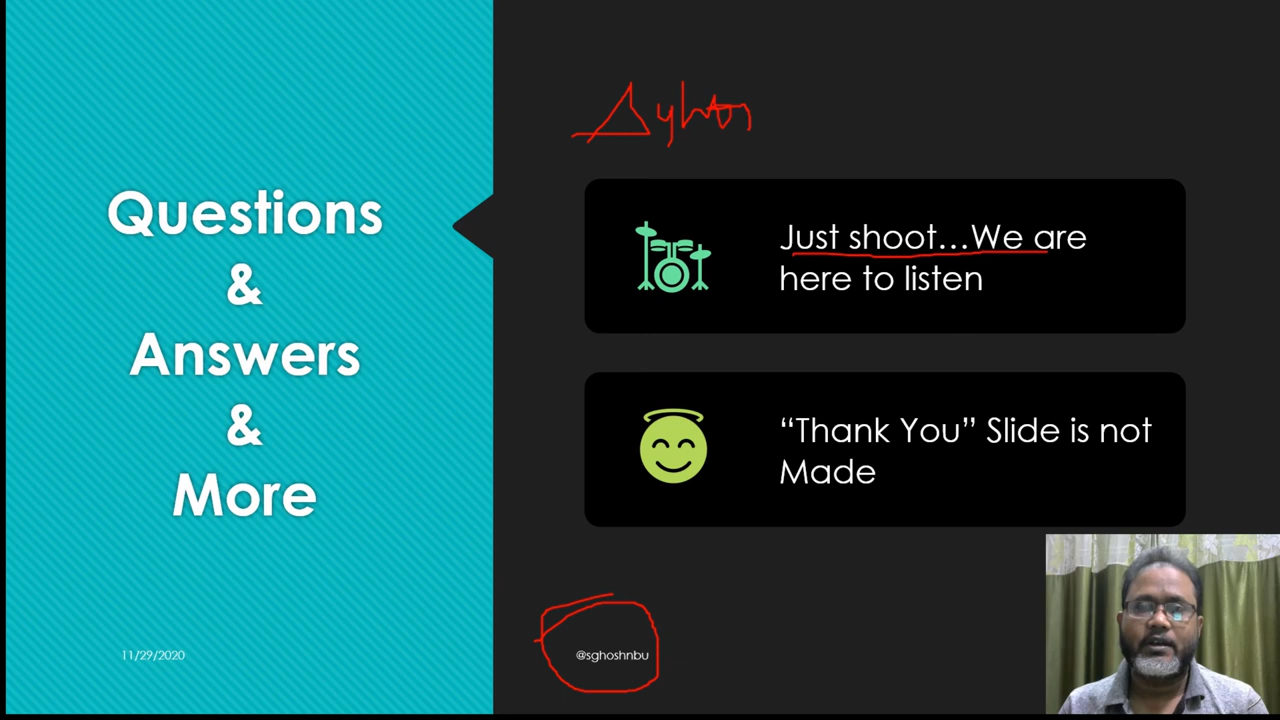 Questions
&
Answers
&
More
Just shoot...We are
here to listen
“Thank You” Slide is not
Made
11/29/2020
@sghoshnbu